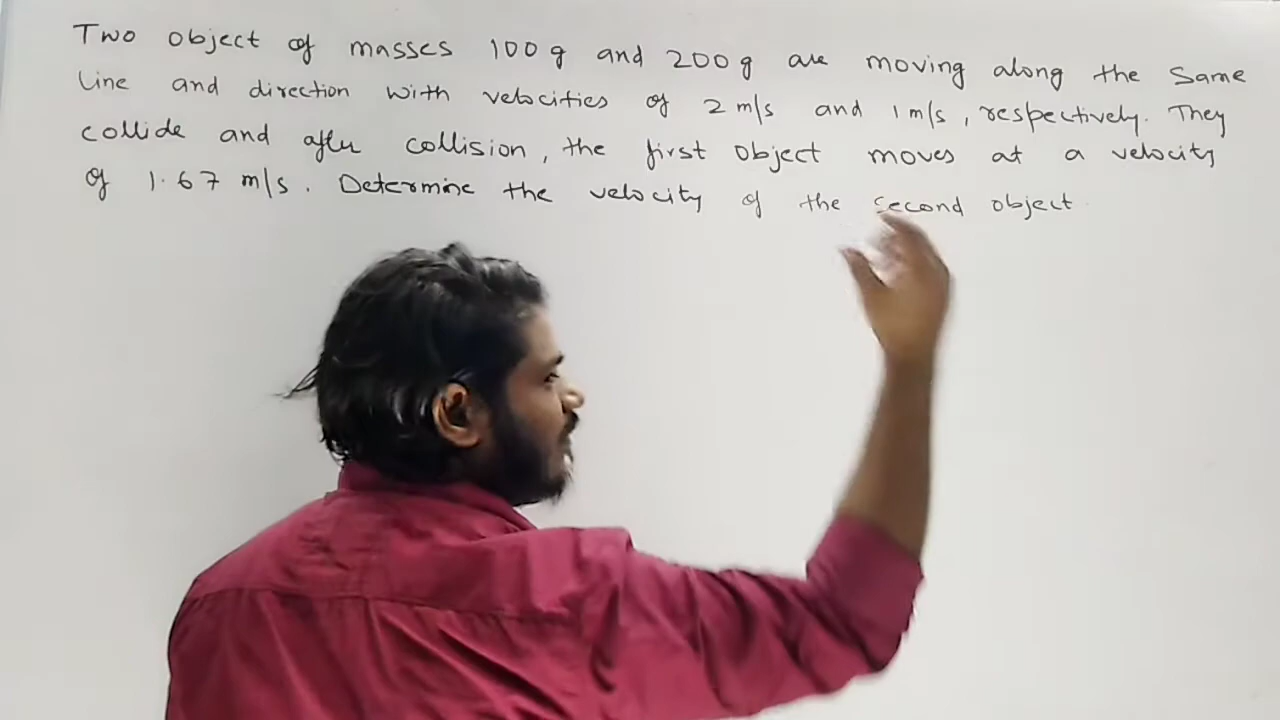 Two object of masses 100 g and 200 g are moving along the Same
line and direction with velocities of 2 m/s and 1 m/s, respectively. They
collide and after collision, the first object moves at a velocity
of 1.67 m/s. Determine the velocity of the second object.